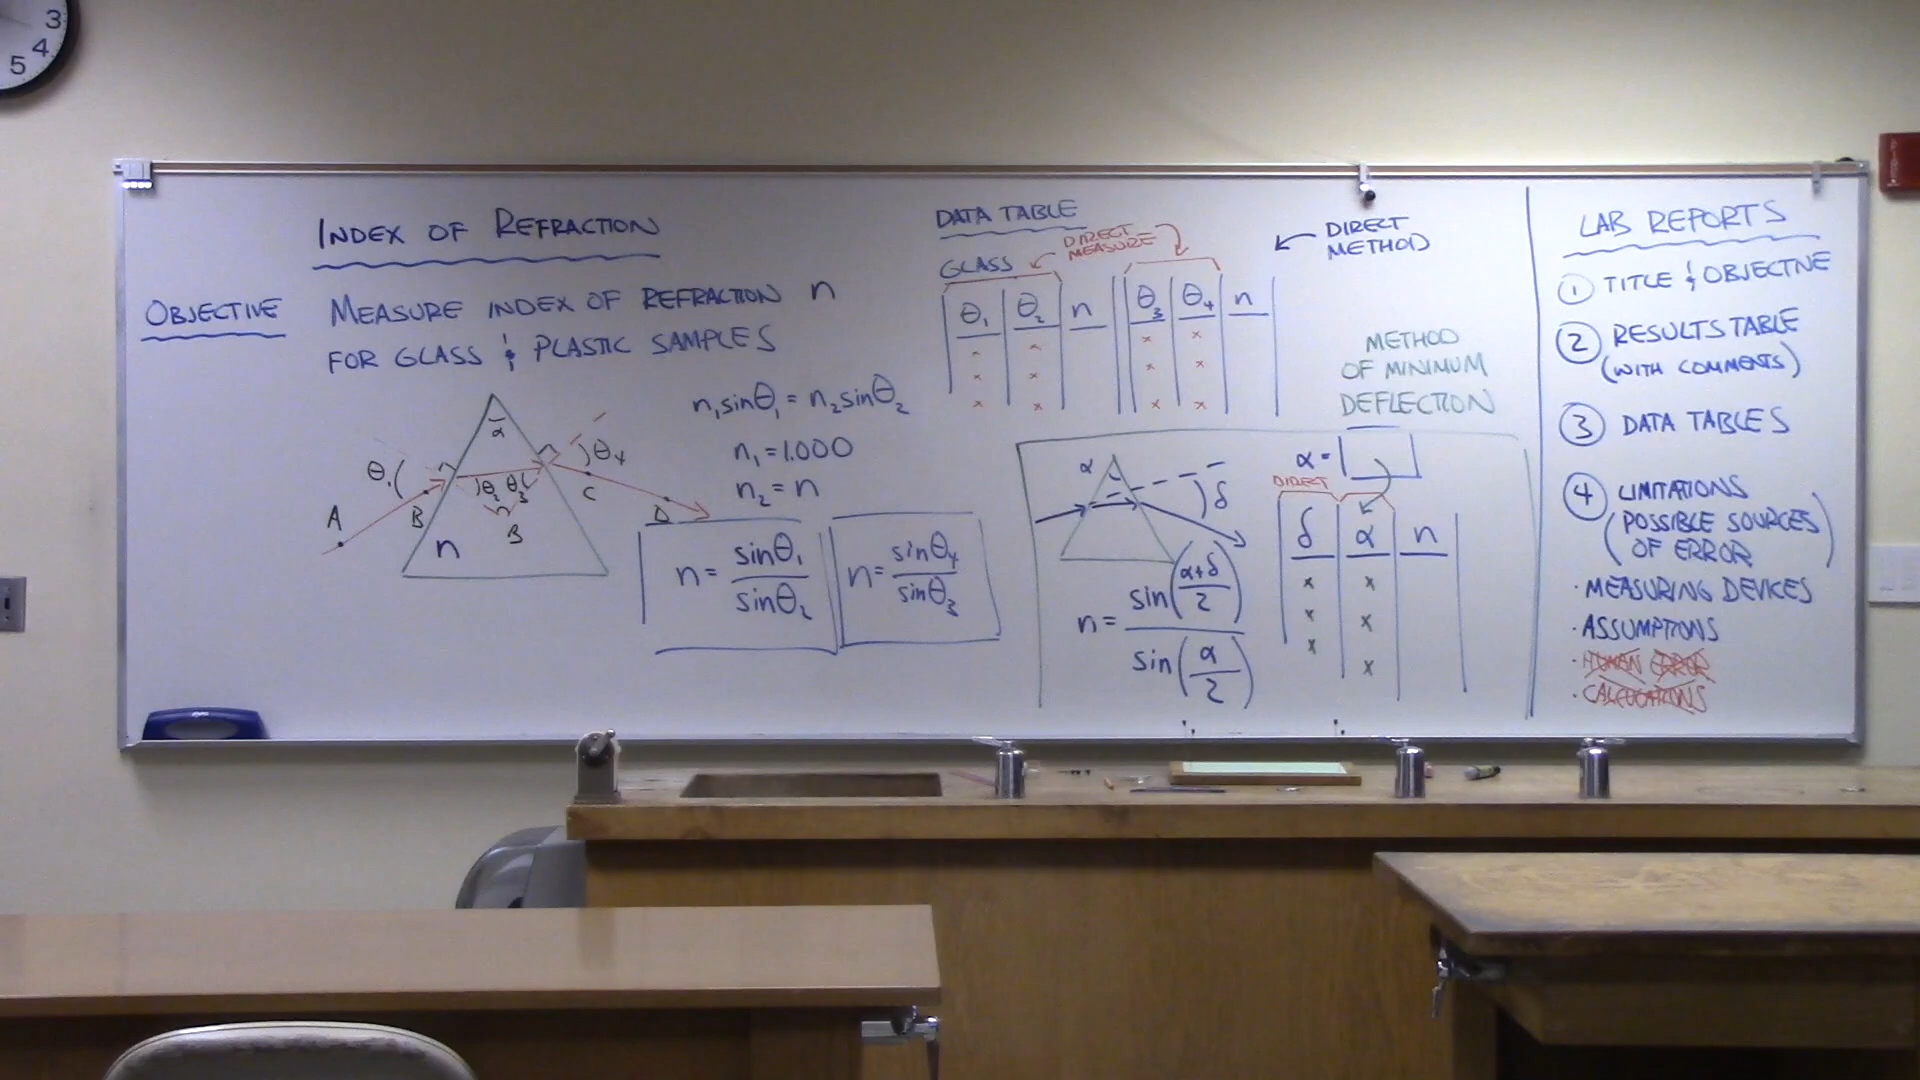 3
4
5
INDEX OF REFRACTION
OBJECTIVE MEASURE INDEX OF REFRACTION n
FOR GLASS & PLASTIC SAMPLES
n₁sinθ₁ = n₂sinθ₂
n₁ = 1.000
n₂ = n
α
θ₁
θ₂ θ₃
θ₄
A
B
β
C
D
n
n = sinθ₁/sinθ₂
n = sinθ₄/sinθ₃
DATA TABLE
DIRECT
MEASURE
GLASS
θ₁ θ₂ n θ₃ θ₄ n
x x
x x x x
x x x x
DIRECT
METHOD
METHOD
OF MINIMUM
DEFLECTION
α
δ
n = sin((α+δ)/2)/sin(α/2)
α =
DIRECT
δ α n
x x
x x
x x
LAB REPORTS
① TITLE & OBJECTIVE
② RESULTS TABLE
(WITH COMMENTS)
③ DATA TABLES
④ LIMITATIONS
(POSSIBLE SOURCES
OF ERROR)
· MEASURING DEVICES
· ASSUMPTIONS
· HUMAN ERROR
· CALCULATIONS